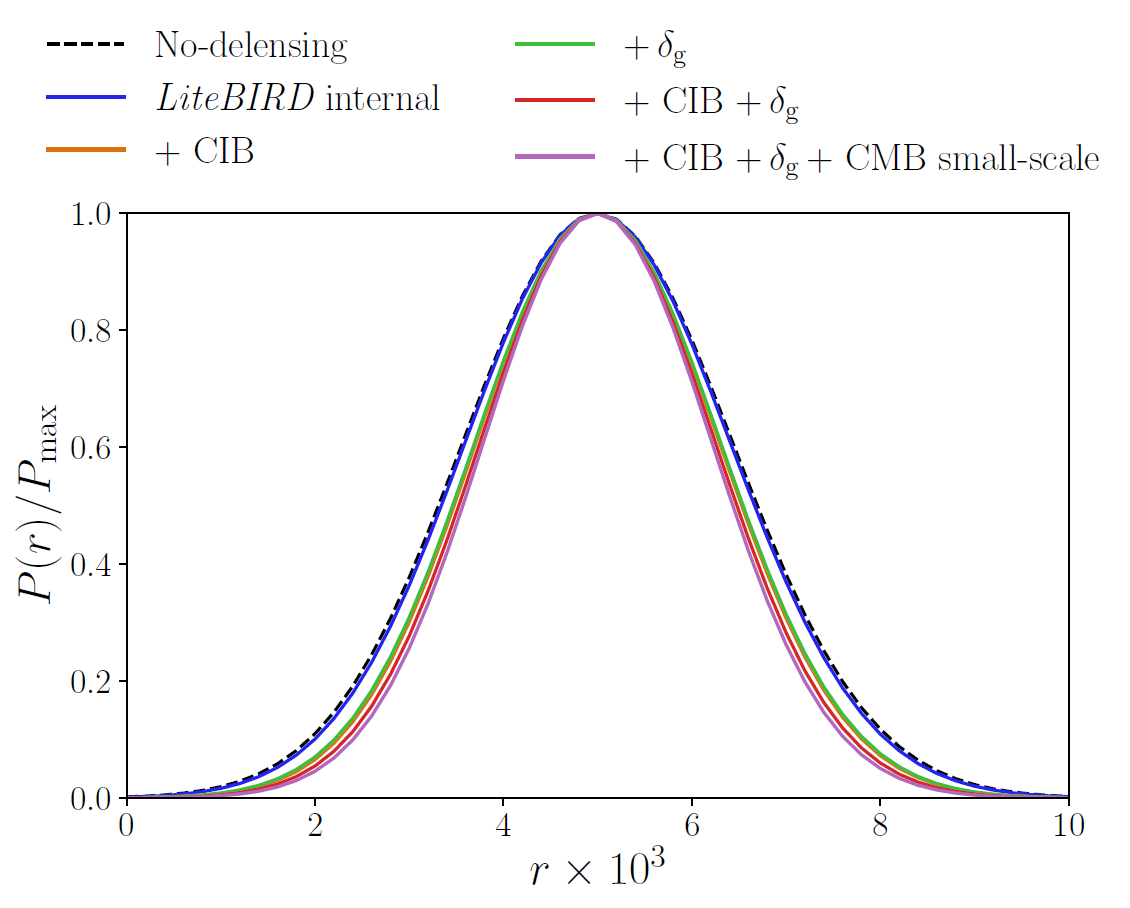 No-delensing
LiteBIRD internal
+ CIB
+ δg
+ CIB + δg
+ CIB + δg + CMB small-scale
P(r)/Pmax
1.0
0.8
0.6
0.4
0.2
0.0
0 2 4 6 8 10
r × 10³